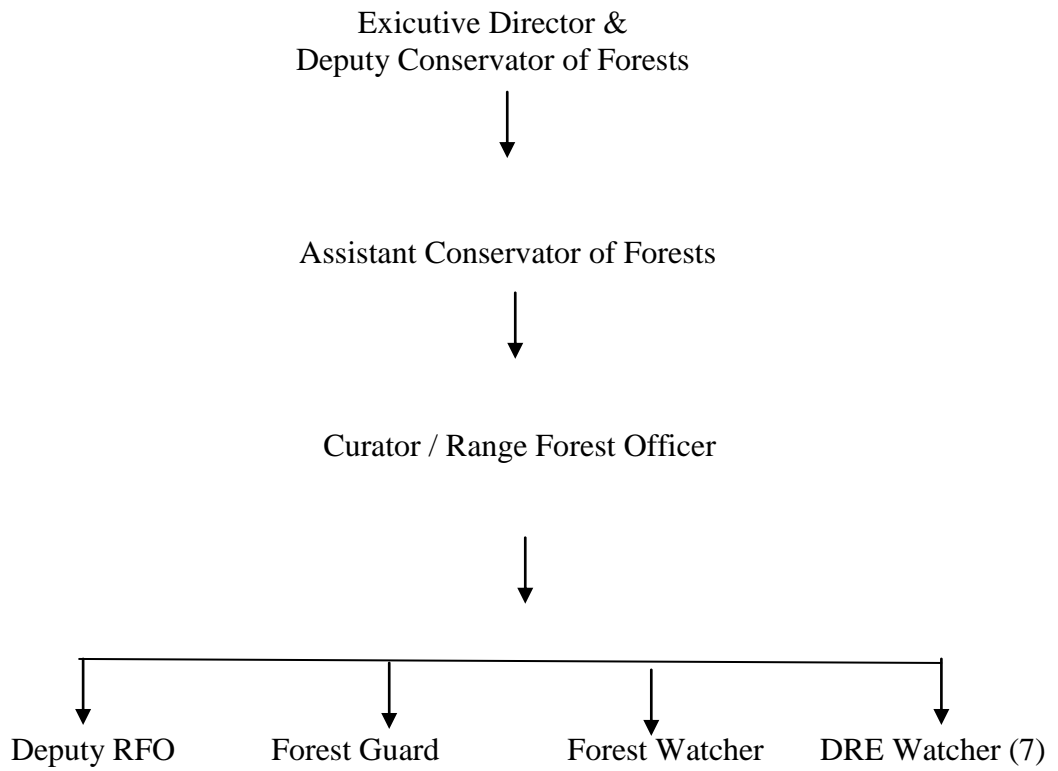 Exicutive Director &
Deputy Conservator of Forests
Assistant Conservator of Forests
Curator / Range Forest Officer
Deputy RFO Forest Guard Forest Watcher DRE Watcher (7)